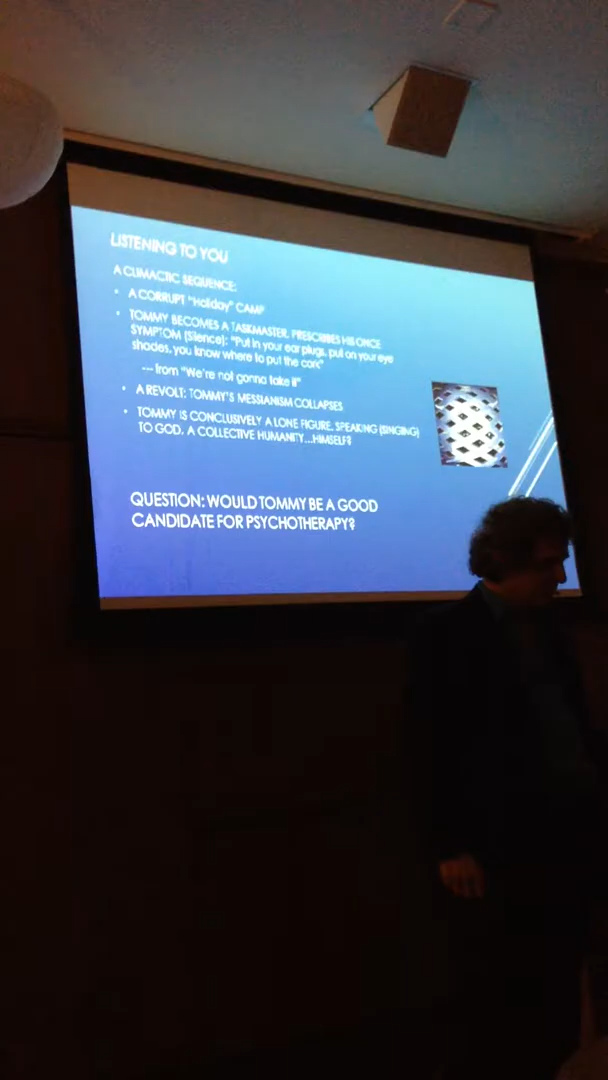 LISTENING TO YOU
A CLIMACTIC SEQUENCE:
• A CORRUPT "Holiday" CAMP
• TOMMY BECOMES A TASKMASTER, PRESCRIBES HIS ONCE
SYMPTOM (Silence): "Put in your ear plugs, put on your eye
shades, you know where to put the cork"
--- from "We're not gonna take it"
• A REVOLT: TOMMY'S MESSIANISM COLLAPSES
• TOMMY IS CONCLUSIVELY A LONE FIGURE, SPEAKING (SINGING)
TO GOD, A COLLECTIVE HUMANITY...HIMSELF?
QUESTION: WOULD TOMMY BE A GOOD
CANDIDATE FOR PSYCHOTHERAPY?